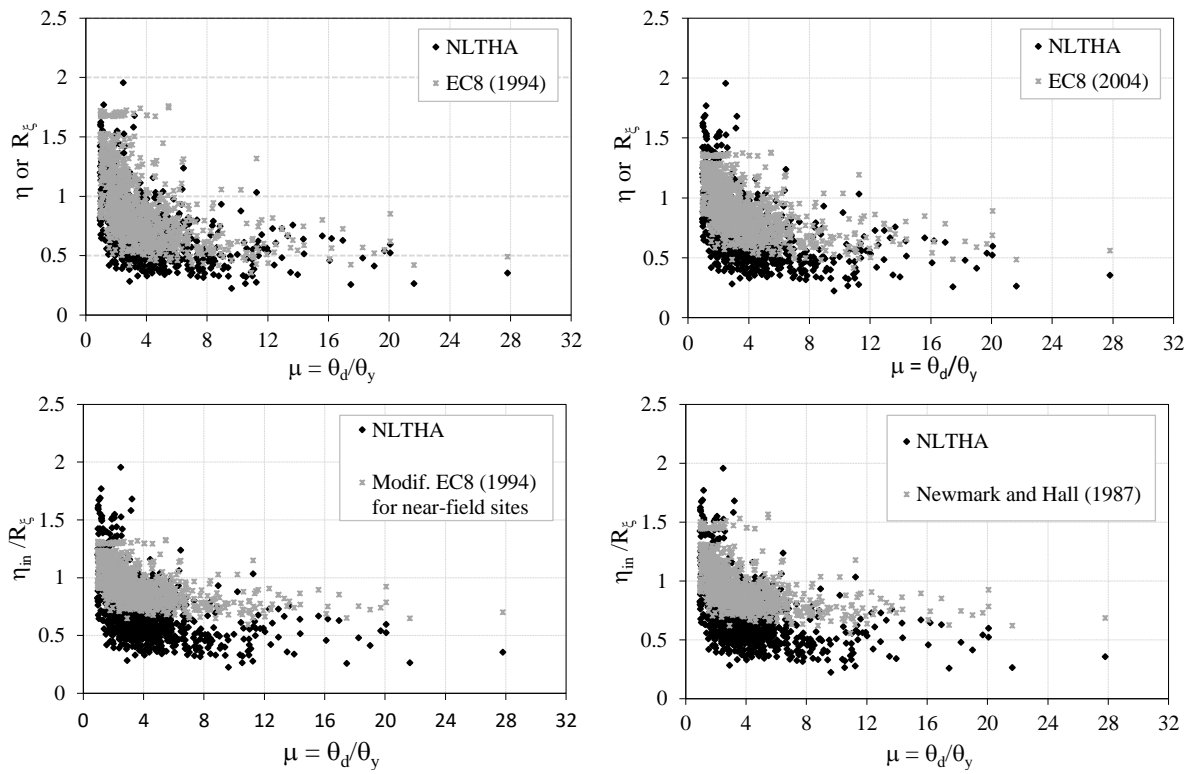 2.5
2
1.5
1
0.5
0
η or R_ξ
NLTHA
EC8 (1994)
0 4 8 12 16 20 24 28 32
μ = θ_d/θ_y
2.5
2
1.5
1
0.5
0
η or R_ξ
NLTHA
EC8 (2004)
0 4 8 12 16 20 24 28 32
μ = θ_d/θ_y
2.5
2
1.5
1
0.5
0
η_in /R_ξ
NLTHA
Modif. EC8 (1994)
for near-field sites
0 4 8 12 16 20 24 28 32
μ = θ_d/θ_y
2.5
2
1.5
1
0.5
0
η_in /R_ξ
NLTHA
Newmark and Hall (1987)
0 4 8 12 16 20 24 28 32
μ = θ_d/θ_y